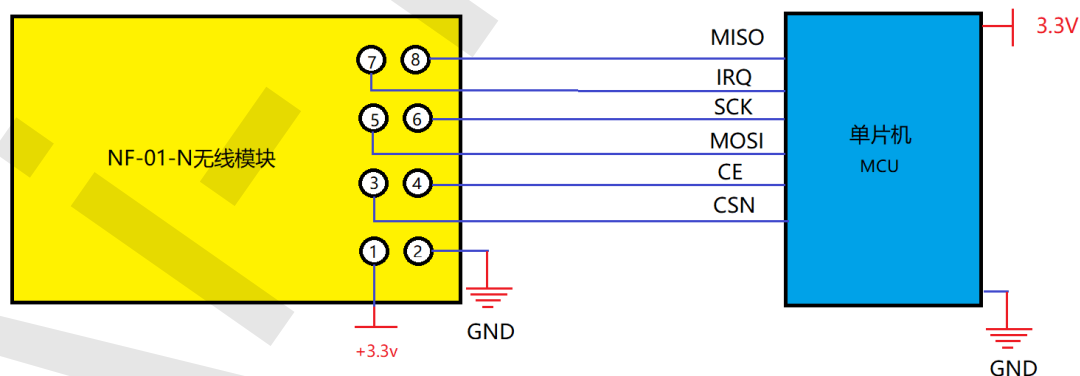 NF-01-N无线模块
7
8
5
6
3
4
1
2
+3.3v
GND
MISO
IRQ
SCK
MOSI
CE
CSN
单片机
MCU
3.3V
GND